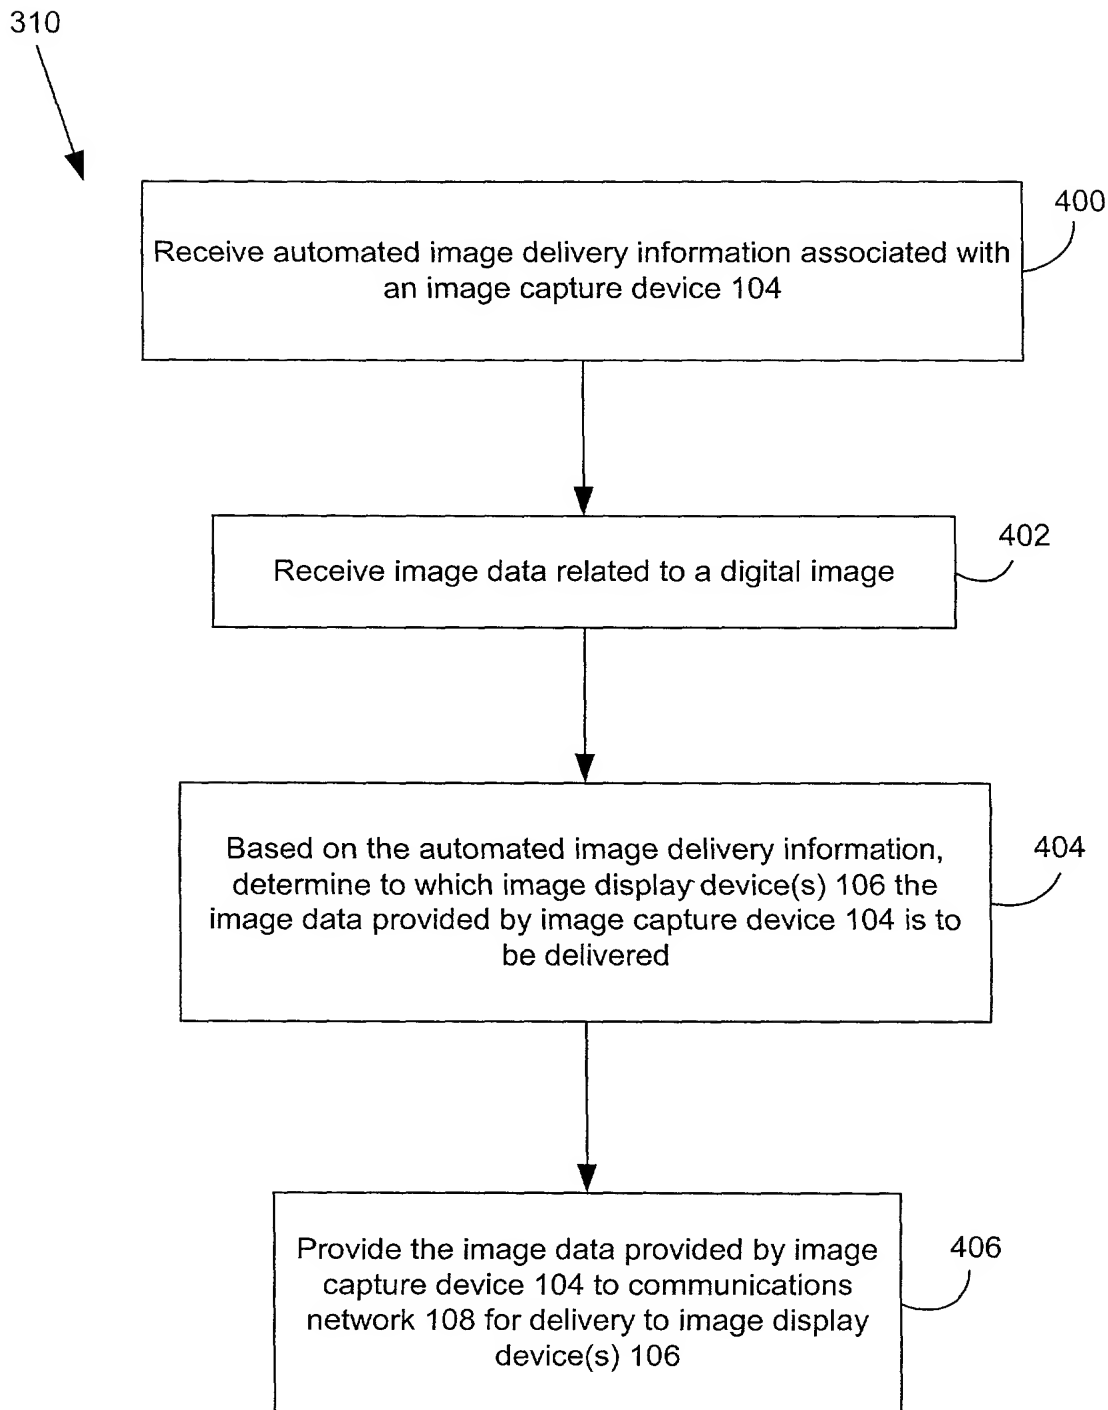 310
400
Receive automated image delivery information associated with
an image capture device 104
402
Receive image data related to a digital image
404
Based on the automated image delivery information,
determine to which image display device(s) 106 the
image data provided by image capture device 104 is to
be delivered
406
Provide the image data provided by image
capture device 104 to communications
network 108 for delivery to image display
device(s) 106